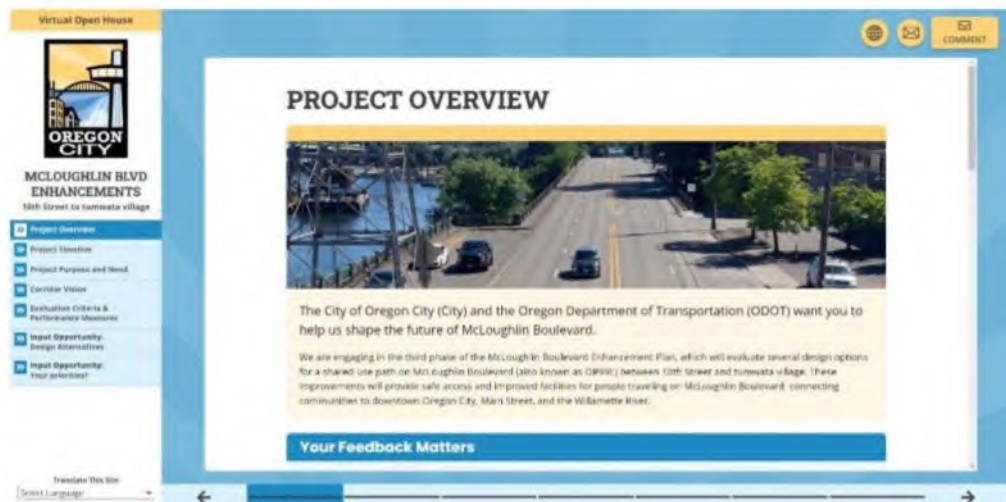 Virtual Open House
OREGON
CITY
MCLOUGHLIN BLVD
ENHANCEMENTS
10th Street to tumwata village
Project Overview
Project Timeline
Project Purpose and Need
Corridor Vision
Evaluation Criteria &
Performance Measures
Input Opportunity:
Design Alternatives
Input Opportunity:
Your priorities?
Translate This Site
Select Language
COMMENT
PROJECT OVERVIEW
The City of Oregon City (City) and the Oregon Department of Transportation (ODOT) want you to
help us shape the future of McLoughlin Boulevard.
We are engaging in the third phase of the McLoughlin Boulevard Enhancement Plan, which will evaluate several design options
for a shared use path on McLoughlin Boulevard (also known as OR99E) between 10th Street and tumwata village. These
improvements will provide safe access and improved facilities for people traveling on McLoughlin Boulevard, connecting
communities to downtown Oregon City, Main Street, and the Willamette River.
Your Feedback Matters